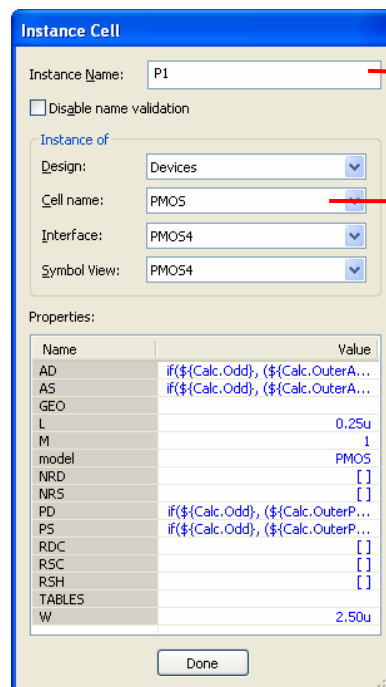 Instance Cell
Instance Name: P1
Disable name validation
Instance of
Design: Devices
Cell name: PMOS
Interface: PMOS4
Symbol View: PMOS4
Properties:
Name Value
AD if(${Calc.Odd}, (${Calc.OuterA...
AS if(${Calc.Odd}, (${Calc.OuterA...
GEO
L 0.25u
M 1
model PMOS
NRD [ ]
NRS [ ]
PD if(${Calc.Odd}, (${Calc.OuterP...
PS if(${Calc.Odd}, (${Calc.OuterP...
RDC [ ]
RSC [ ]
RSH [ ]
TABLES
W 2.50u
Done